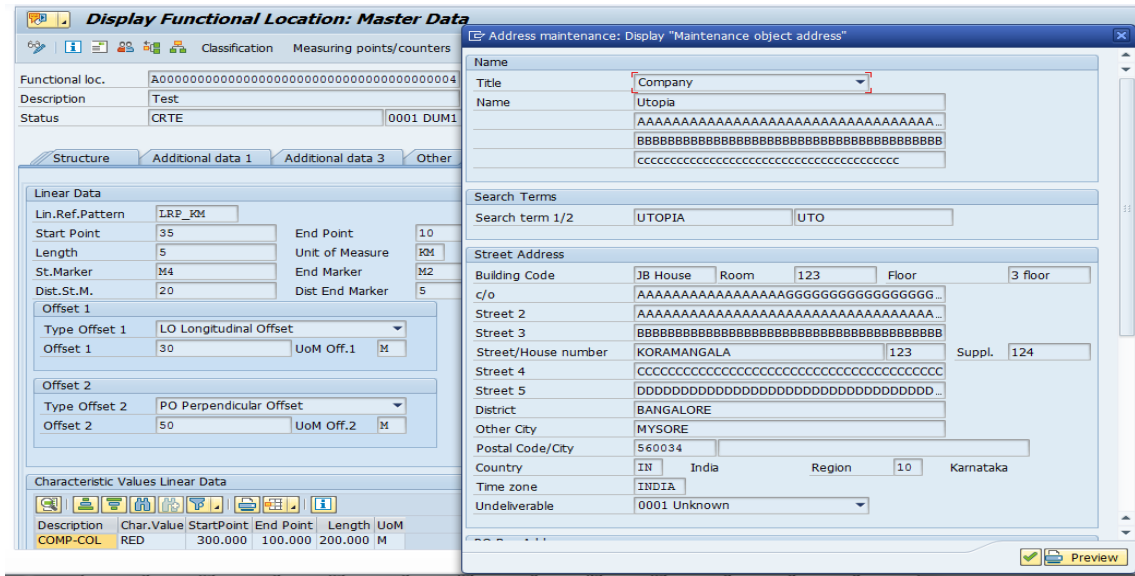 Display Functional Location: Master Data
Classification Measuring points/counters
Functional loc. A0000000000000000000000000000000000000004
Description Test
Status CRTE 0001 DUM1
Structure Additional data 1 Additional data 3 Other
Linear Data
Lin.Ref.Pattern LRP_KM
Start Point 35 End Point 10
Length 5 Unit of Measure KM
St.Marker M4 End Marker M2
Dist.St.M. 20 Dist End Marker 5
Offset 1
Type Offset 1 LO Longitudinal Offset
Offset 1 30 UoM Off.1 M
Offset 2
Type Offset 2 PO Perpendicular Offset
Offset 2 50 UoM Off.2 M
Characteristic Values Linear Data
Description Char.Value StartPoint End Point Length UoM
COMP-COL RED 300.000 100.000 200.000 M
Address maintenance: Display "Maintenance object address"
Name
Title Company
Name Utopia
AAAAAAAAAAAAAAAAAAAAAAAAAAAAAAAAAA...
BBBBBBBBBBBBBBBBBBBBBBBBBBBBBBBBBBBBBBBB
cccccccccccccccccccccccccccccccccccccccc
Search Terms
Search term 1/2 UTOPIA UTO
Street Address
Building Code JB House Room 123 Floor 3 floor
c/o AAAAAAAAAAAAAAAAAGGGGGGGGGGGGGGGGG...
Street 2 AAAAAAAAAAAAAAAAAAAAAAAAAAAAAAAAAA...
Street 3 BBBBBBBBBBBBBBBBBBBBBBBBBBBBBBBBBBBBBBBB
Street/House number KORAMANGALA 123 Suppl. 124
Street 4 CCCCCCCCCCCCCCCCCCCCCCCCCCCCCCCCCCCCCCCC
Street 5 DDDDDDDDDDDDDDDDDDDDDDDDDDDDDDDDDD...
District BANGALORE
Other City MYSORE
Postal Code/City 560034
Country IN India Region 10 Karnataka
Time zone INDIA
Undeliverable 0001 Unknown
Preview